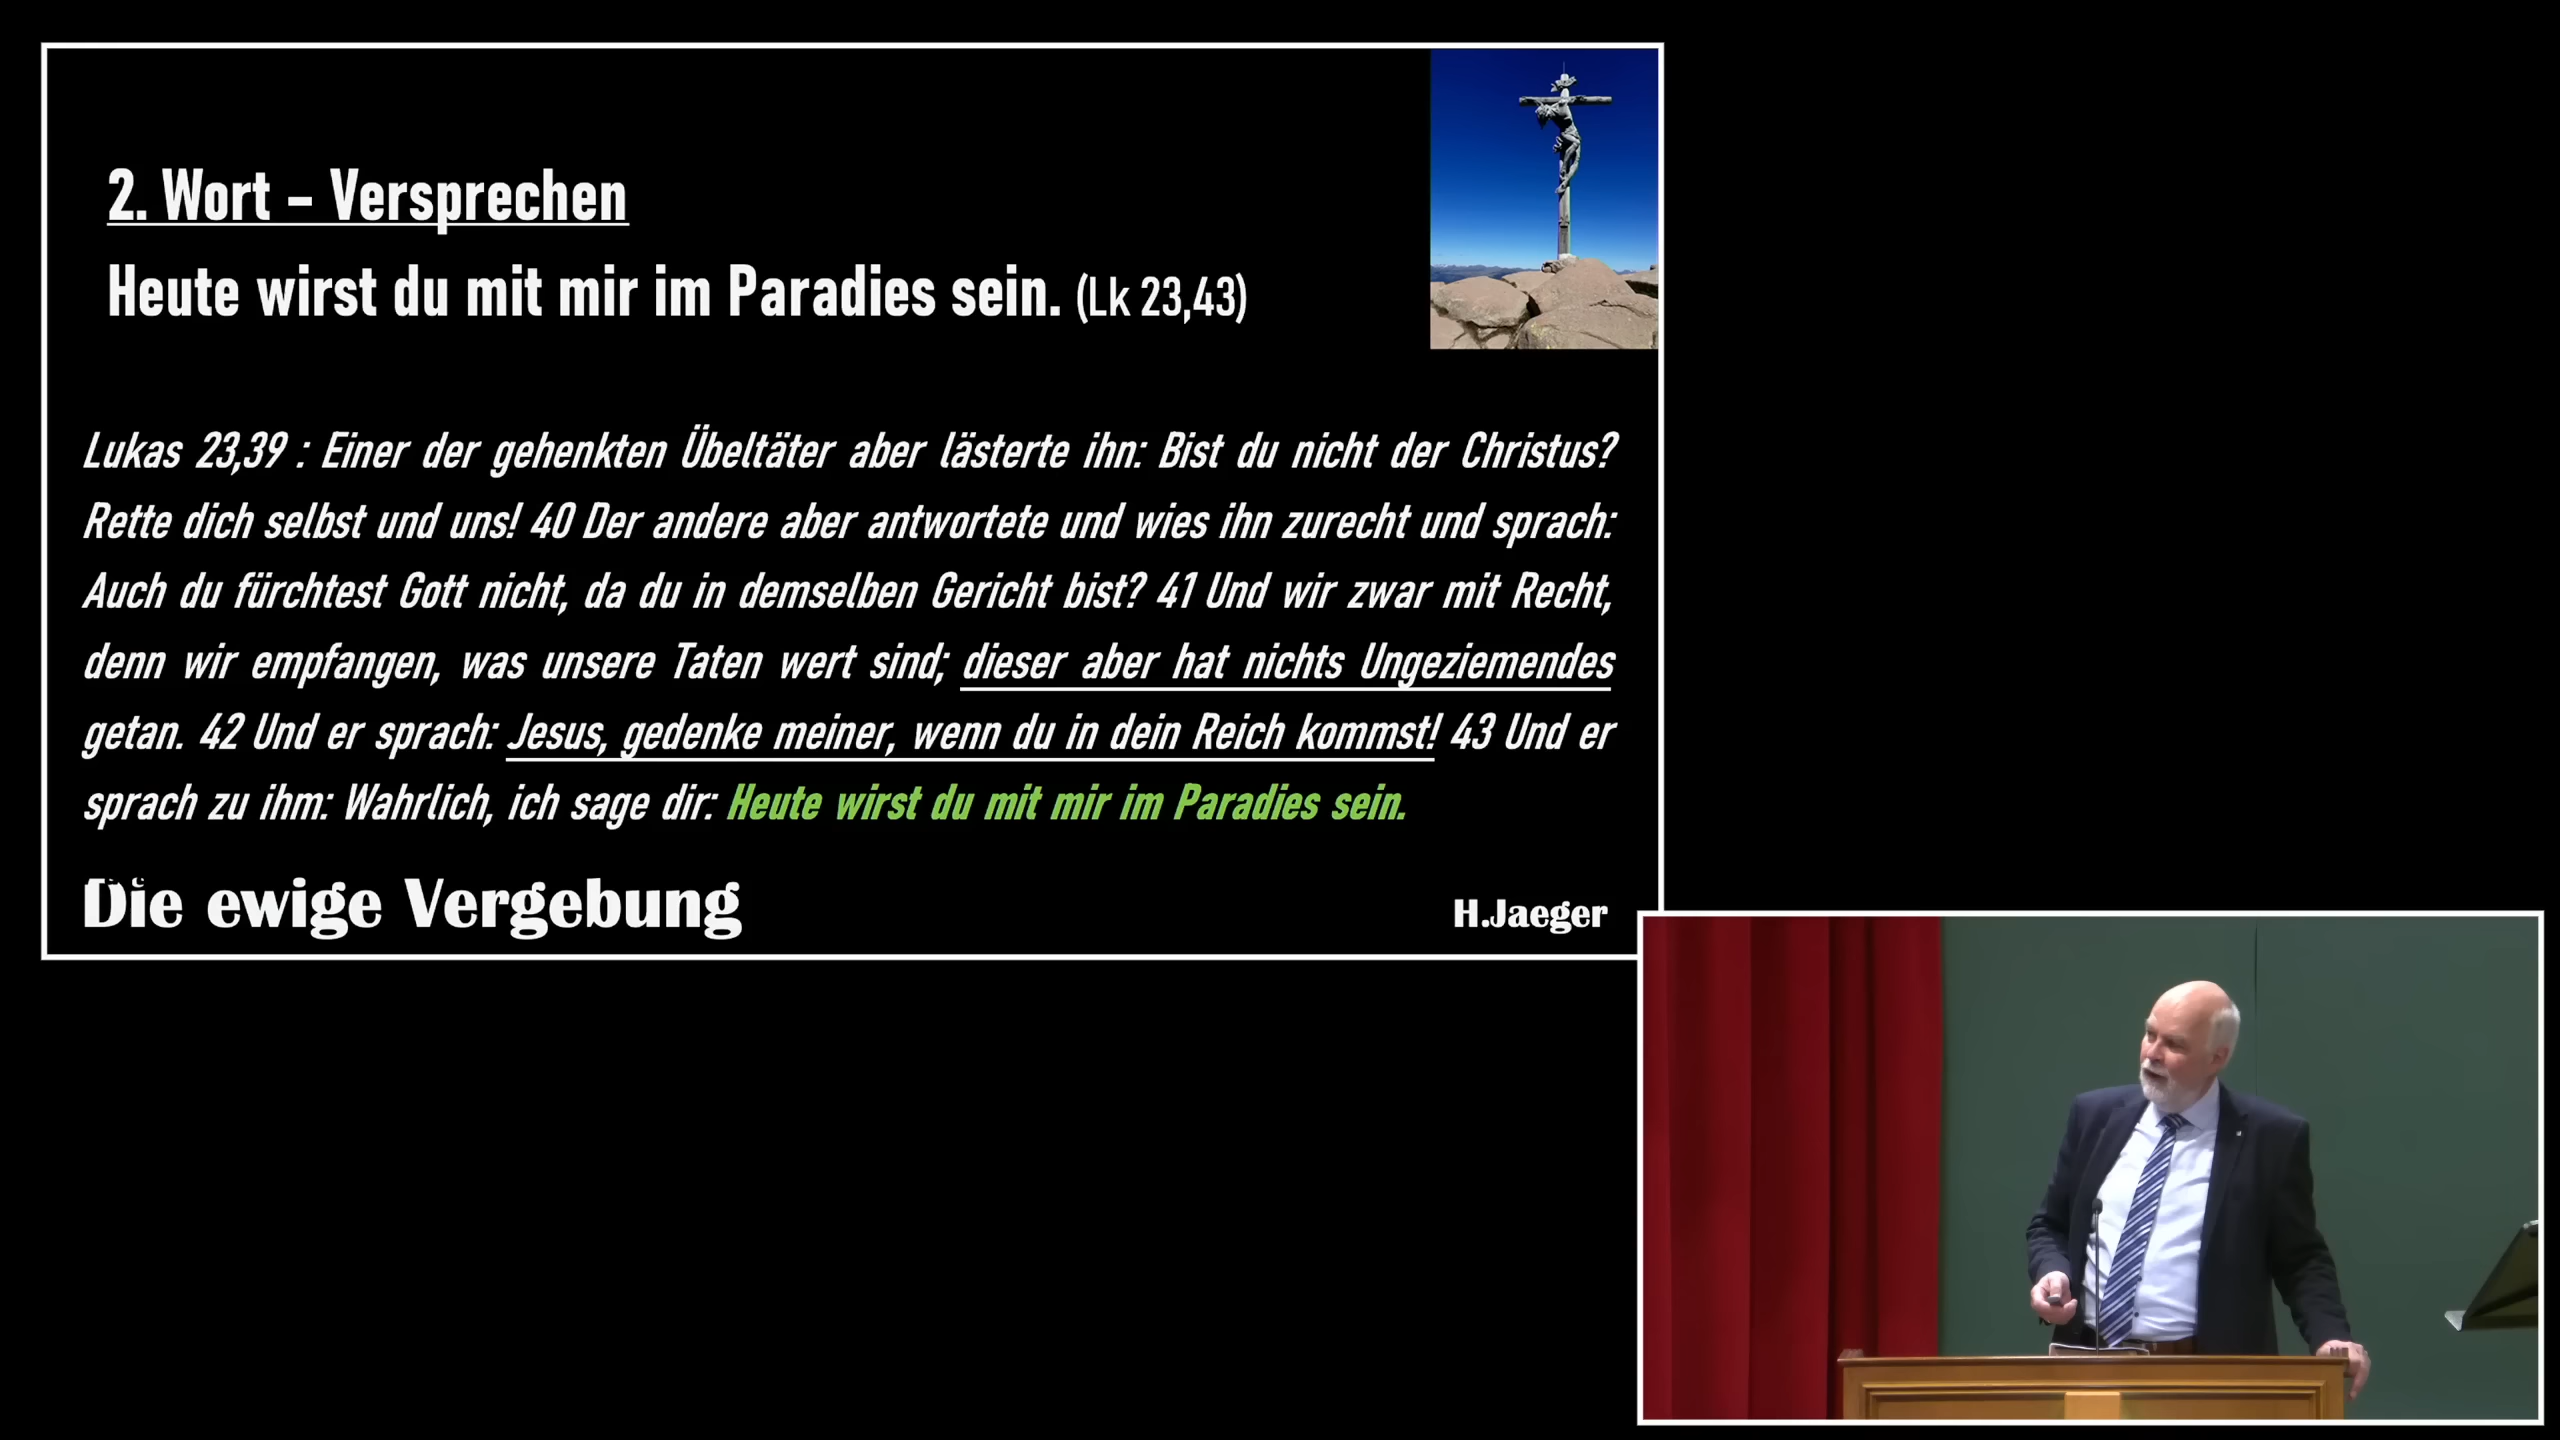 2. Wort – Versprechen
Heute wirst du mit mir im Paradies sein. (Lk 23,43)
Lukas 23,39 : Einer der gehenkten Übeltäter aber lästerte ihn: Bist du nicht der Christus?
Rette dich selbst und uns! 40 Der andere aber antwortete und wies ihn zurecht und sprach:
Auch du fürchtest Gott nicht, da du in demselben Gericht bist? 41 Und wir zwar mit Recht,
denn wir empfangen, was unsere Taten wert sind; dieser aber hat nichts Ungeziemendes
getan. 42 Und er sprach: Jesus, gedenke meiner, wenn du in dein Reich kommst! 43 Und er
sprach zu ihm: Wahrlich, ich sage dir: Heute wirst du mit mir im Paradies sein.
Die ewige Vergebung
H.Jaeger